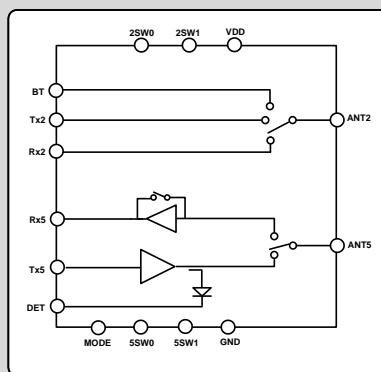 2SW0 2SW1 VDD
BT
Tx2
ANT2
Rx2
Rx5
ANT5
Tx5
DET
MODE 5SW0 5SW1 GND